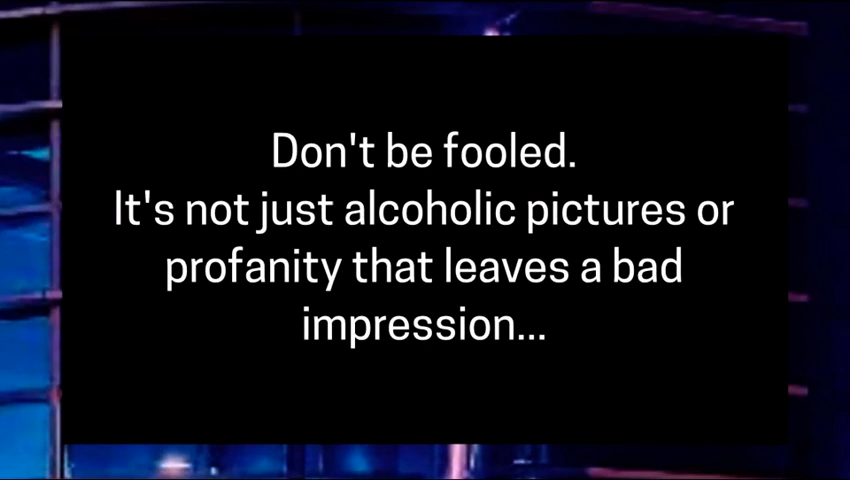 Don't be fooled.
It's not just alcoholic pictures or
profanity that leaves a bad
impression...